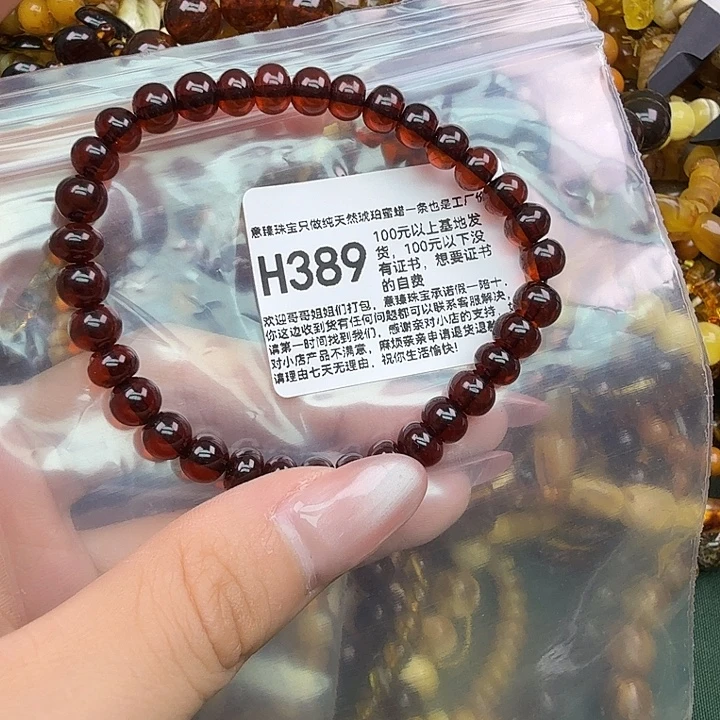 意臻珠宝只做纯天然琥珀蜜蜡一条也是工厂价
H389
100元以上基地发
货，100元以下没
有证书，想要证书
的自费
欢迎哥哥姐姐们打包，意臻珠宝承诺假一赔十，
你这边收到货有任何问题都可以联系客服解决，
请第一时间找到我们，感谢亲对小店的支持，
对小店产品不满意，麻烦亲亲申请退货退款
请理由七天无理由，祝你生活愉快！